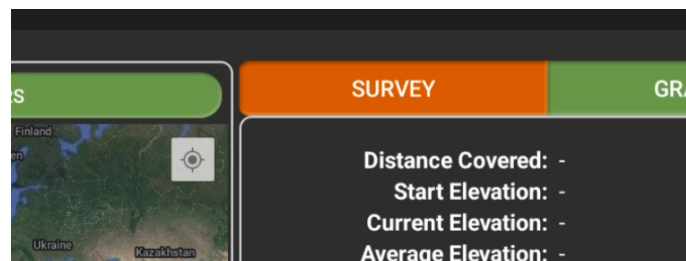 SURVEY
Finland
Ukraine
Kazakhstan
Distance Covered: -
Start Elevation: -
Current Elevation: -
Average Elevation: -